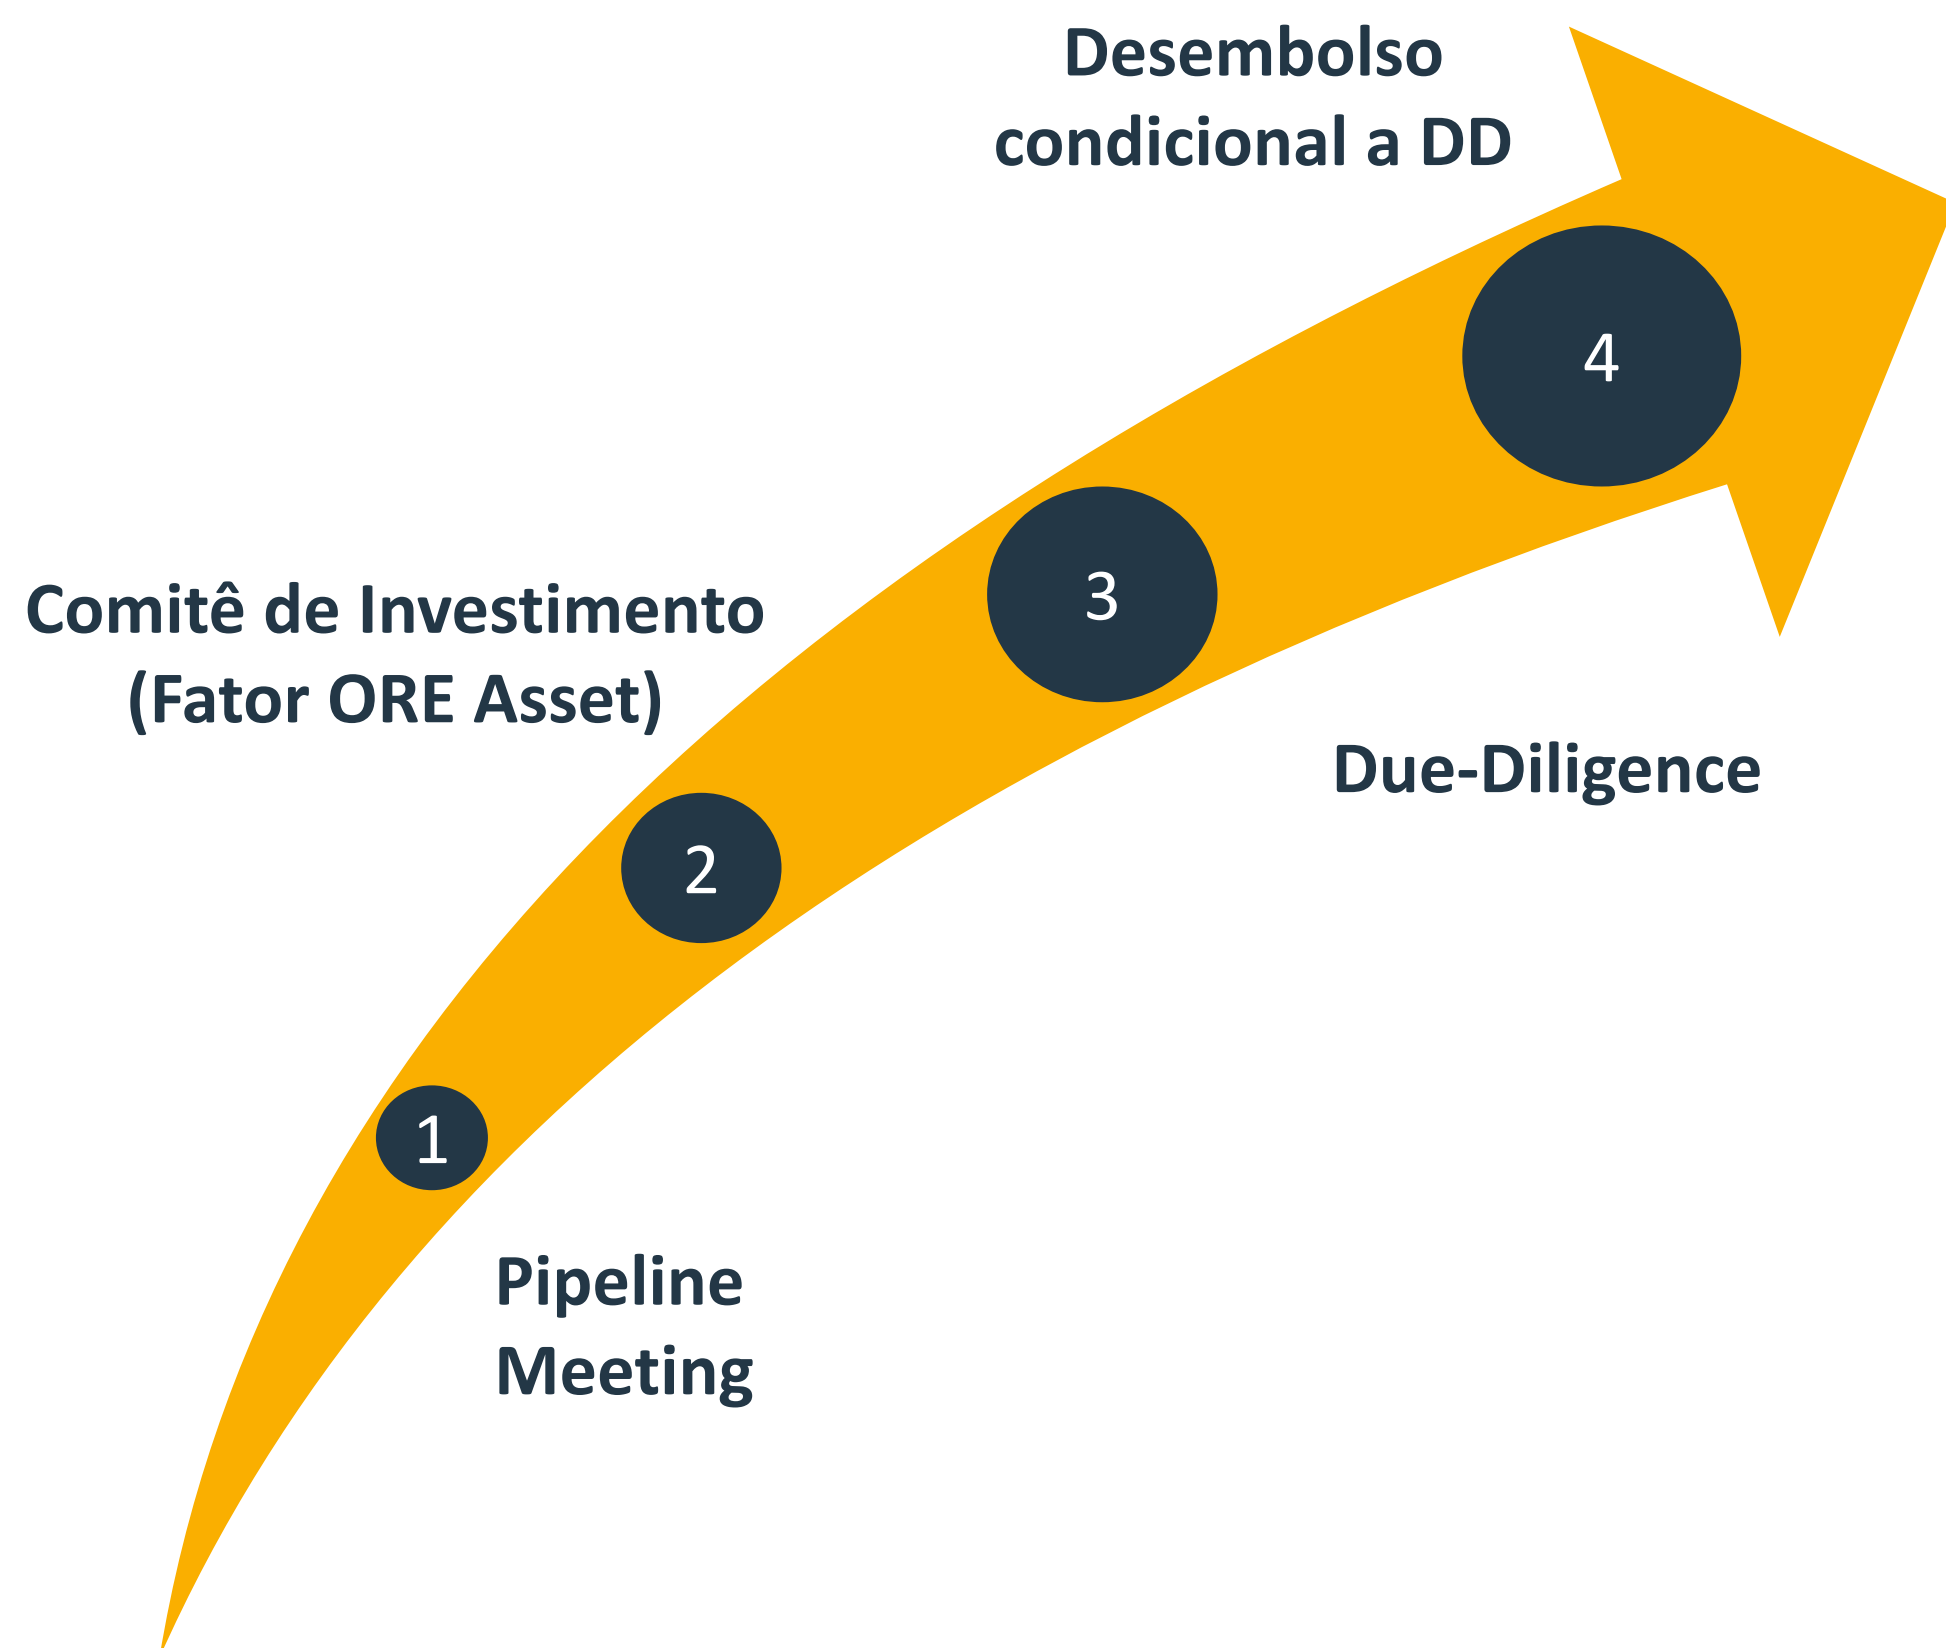 Desembolso
condicional a DD
4
3
Comitê de Investimento
(Fator ORE Asset)
Due-Diligence
2
1
Pipeline
Meeting